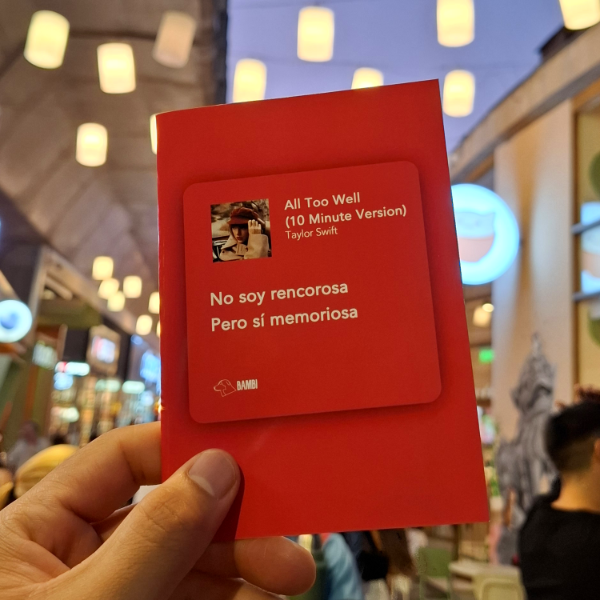 All Too Well
(10 Minute Version)
Taylor Swift
No soy rencorosa
Pero sí memoriosa
BAMBI